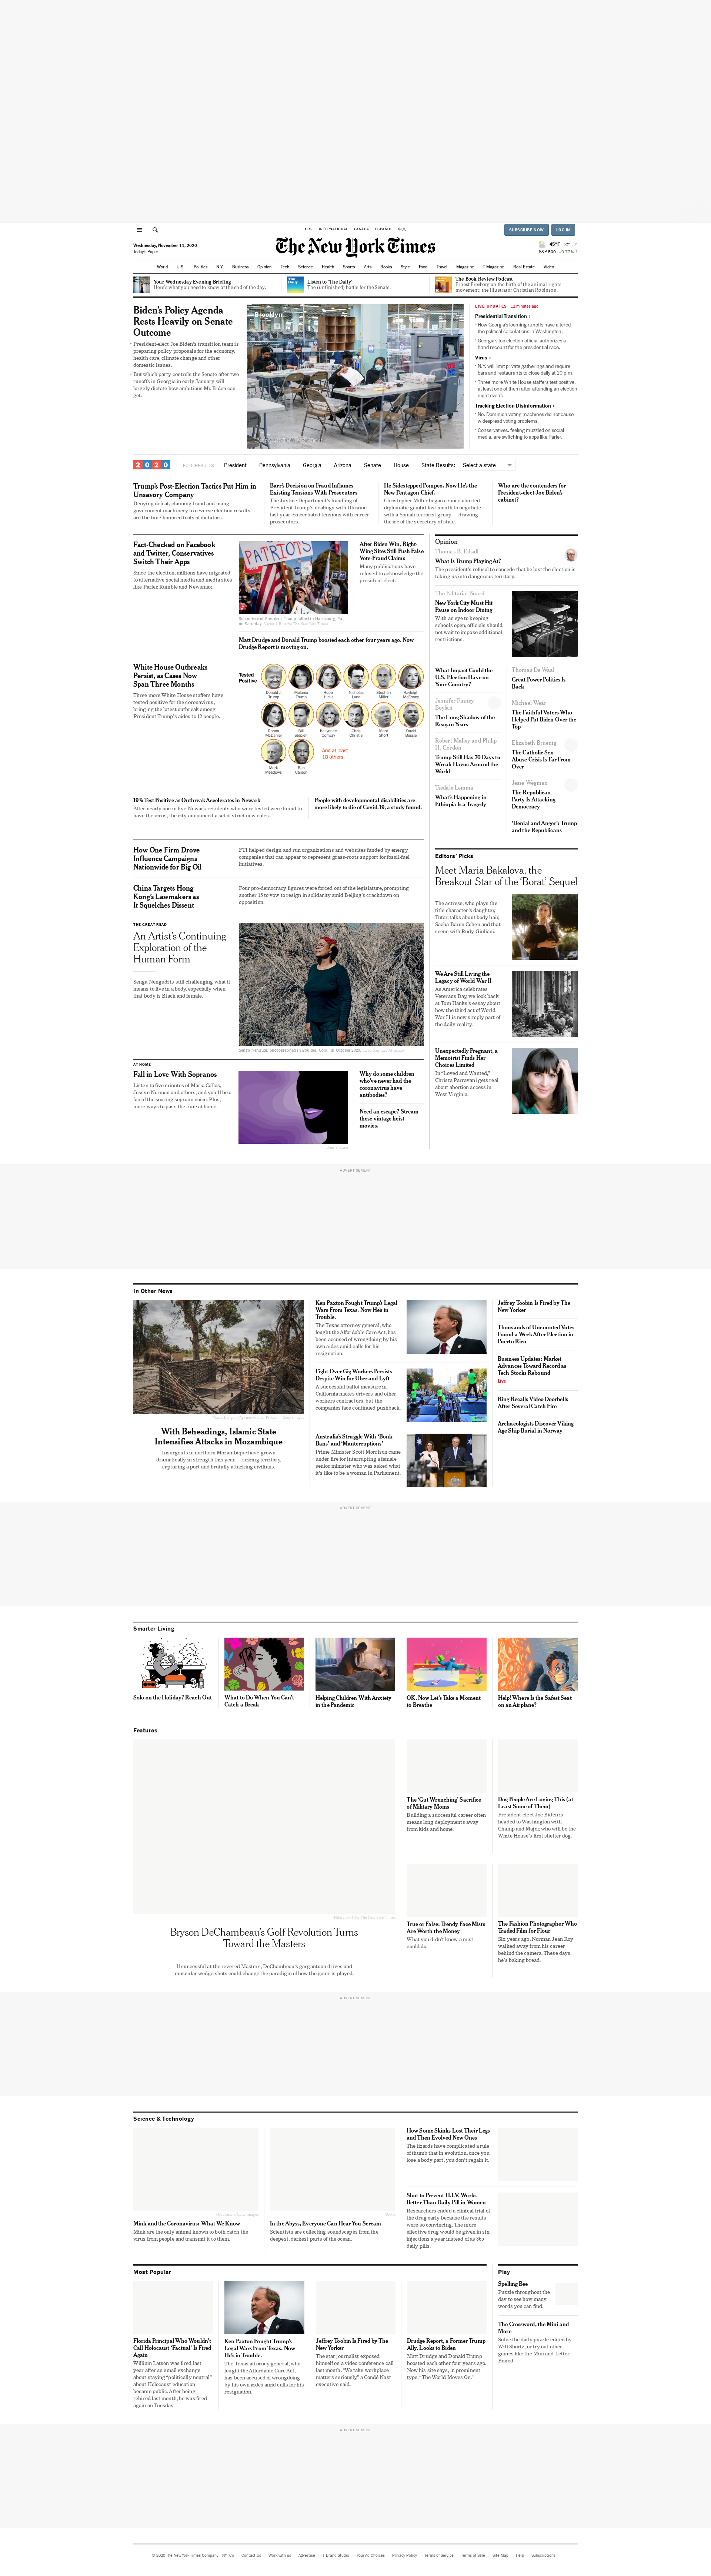 U.S.
INTERNATIONAL
CANADA
ESPAÑOL
中文
SUBSCRIBE NOW
LOG IN
Wednesday, November 11, 2020
Today's Paper
The New York Times
45°F
S&P 500 +0.77%
World U.S. Politics N.Y. Business Opinion Tech Science Health Sports Arts Books Style Food Travel Magazine T Magazine Real Estate Video
Your Wednesday Evening Briefing
Here's what you need to know at the end of the day.
Listen to 'The Daily'
The (unfinished) battle for the Senate.
The Book Review Podcast
Ernest Freeberg on the birth of the animal rights
movement; the illustrator Christian Robinson.
Biden's Policy Agenda
Rests Heavily on Senate
Outcome
President-elect Joe Biden's transition team is
preparing policy proposals for the economy,
health care, climate change and other
domestic issues.
But which party controls the Senate after two
runoffs in Georgia in early January will
largely dictate how ambitious Mr. Biden can
get.
Brooklyn
LIVE UPDATES 12 minutes ago
Presidential Transition ›
How Georgia's looming runoffs have altered
the political calculations in Washington.
Georgia's top election official authorizes a
hand recount for the presidential race.
Virus ›
N.Y. will limit private gatherings and require
bars and restaurants to close daily at 10 p.m.
Three more White House staffers test positive,
at least one of them after attending an election
night event.
Tracking Election Disinformation ›
No, Dominion voting machines did not cause
widespread voting problems.
Conservatives, feeling muzzled on social
media, are switching to apps like Parler.
2020
FULL RESULTS
President Pennsylvania Georgia Arizona Senate House State Results: Select a state
Trump's Post-Election Tactics Put Him in
Unsavory Company
Denying defeat, claiming fraud and using
government machinery to reverse election results
are the time-honored tools of dictators.
Barr's Decision on Fraud Inflames
Existing Tensions With Prosecutors
The Justice Department's handling of
President Trump's dealings with Ukraine
last year exacerbated tensions with career
prosecutors.
He Sidestepped Pompeo. Now He's the
New Pentagon Chief.
Christopher Miller began a since-aborted
diplomatic gambit last month to negotiate
with a Somali terrorist group — drawing
the ire of the secretary of state.
Who are the contenders for
President-elect Joe Biden's
cabinet?
Fact-Checked on Facebook
and Twitter, Conservatives
Switch Their Apps
Since the election, millions have migrated
to alternative social media and media sites
like Parler, Rumble and Newsmax.
PATRIOTS
Supporters of President Trump rallied in Harrisburg, Pa.,
on Saturday.
After Biden Win, Right-
Wing Sites Still Push False
Vote-Fraud Claims
Many publications have
refused to acknowledge the
president-elect.
Matt Drudge and Donald Trump boosted each other four years ago. Now
Drudge Report is moving on.
White House Outbreaks
Persist, as Cases Now
Span Three Months
Three more White House staffers have
tested positive for the coronavirus,
bringing the latest outbreak among
President Trump's aides to 12 people.
Tested
Positive
Donald J.
Trump
Melania
Trump
Hope
Hicks
Nicholas
Luna
Stephen
Miller
Kayleigh
McEnany
Ronna
McDaniel
Bill
Stepien
Kellyanne
Conway
Chris
Christie
Marc
Short
David
Bossie
Mark
Meadows
Ben
Carson
And at least
18 others.
19% Test Positive as Outbreak Accelerates in Newark
After nearly one in five Newark residents who were tested were found to
have the virus, the city announced a set of strict new rules.
People with developmental disabilities are
more likely to die of Covid-19, a study found.
How One Firm Drove
Influence Campaigns
Nationwide for Big Oil
FTI helped design and run organizations and websites funded by energy
companies that can appear to represent grass-roots support for fossil-fuel
initiatives.
China Targets Hong
Kong's Lawmakers as
It Squelches Dissent
Four pro-democracy figures were forced out of the legislature, prompting
another 15 to vow to resign in solidarity amid Beijing's crackdown on
opposition.
THE GREAT READ
An Artist's Continuing
Exploration of the
Human Form
Senga Nengudi is still challenging what it
means to live in a body, especially when
that body is Black and female.
Senga Nengudi, photographed in Boulder, Colo., in October 2020.
AT HOME
Fall in Love With Sopranos
Listen to five minutes of Maria Callas,
Jessye Norman and others, and you'll be a
fan of the soaring soprano voice. Plus,
more ways to pass the time at home.
Why do some children
who've never had the
coronavirus have
antibodies?
Need an escape? Stream
these vintage heist
movies.
Opinion
Thomas B. Edsall
What Is Trump Playing At?
The president's refusal to concede that he lost the election is
taking us into dangerous territory.
The Editorial Board
New York City Must Hit
Pause on Indoor Dining
With an eye to keeping
schools open, officials should
not wait to impose additional
restrictions.
What Impact Could the
U.S. Election Have on
Your Country?
Jennifer Finney
Boylan
The Long Shadow of the
Reagan Years
Robert Malley and Philip
H. Gordon
Trump Still Has 70 Days to
Wreak Havoc Around the
World
Tsedale Lemma
What's Happening in
Ethiopia Is a Tragedy
Thomas De Waal
Great Power Politics Is
Back
Michael Wear
The Faithful Voters Who
Helped Put Biden Over the
Top
Elizabeth Bruenig
The Catholic Sex
Abuse Crisis Is Far From
Over
Jesse Wegman
The Republican
Party Is Attacking
Democracy
'Denial and Anger': Trump
and the Republicans
Editors' Picks
Meet Maria Bakalova, the
Breakout Star of the 'Borat' Sequel
The actress, who plays the
title character's daughter,
Tutar, talks about body hair,
Sacha Baron Cohen and that
scene with Rudy Giuliani.
We Are Still Living the
Legacy of World War II
As America celebrates
Veterans Day, we look back
at Tom Hanks's essay about
how the third act of World
War II is now simply part of
the daily reality.
Unexpectedly Pregnant, a
Memoirist Finds Her
Choices Limited
In "Loved and Wanted,"
Christa Parravani gets real
about abortion access in
West Virginia.
ADVERTISEMENT
In Other News
With Beheadings, Islamic State
Intensifies Attacks in Mozambique
Insurgents in northern Mozambique have grown
dramatically in strength this year — seizing territory,
capturing a port and brutally attacking civilians.
Ken Paxton Fought Trump's Legal
Wars From Texas. Now He's in
Trouble.
The Texas attorney general, who
fought the Affordable Care Act, has
been accused of wrongdoing by his
own aides amid calls for his
resignation.
Fight Over Gig Workers Persists
Despite Win for Uber and Lyft
A successful ballot measure in
California makes drivers and other
workers contractors, but the
companies face continued pushback.
Australia's Struggle With 'Bonk
Bans' and 'Manterruptions'
Prime Minister Scott Morrison came
under fire for interrupting a female
senior minister who was asked what
it's like to be a woman in Parliament.
Jeffrey Toobin Is Fired by The
New Yorker
Thousands of Uncounted Votes
Found a Week After Election in
Puerto Rico
Business Updates: Market
Advances Toward Record as
Tech Stocks Rebound
Live
Ring Recalls Video Doorbells
After Several Catch Fire
Archaeologists Discover Viking
Age Ship Burial in Norway
ADVERTISEMENT
Smarter Living
Solo on the Holiday? Reach Out
What to Do When You Can't
Catch a Break
Helping Children With Anxiety
in the Pandemic
OK, Now Let's Take a Moment
to Breathe
Help! Where Is the Safest Seat
on an Airplane?
Features
Bryson DeChambeau's Golf Revolution Turns
Toward the Masters
If successful at the revered Masters, DeChambeau's gargantuan drives and
muscular wedge shots could change the paradigm of how the game is played.
The 'Gut Wrenching' Sacrifice
of Military Moms
Building a successful career often
means long deployments away
from kids and home.
Dog People Are Loving This (at
Least Some of Them)
President-elect Joe Biden is
headed to Washington with
Champ and Major, who will be the
White House's first shelter dog.
True or False: Trendy Face Mists
Are Worth the Money
What you didn't know a mist
could do.
The Fashion Photographer Who
Traded Film for Flour
Six years ago, Norman Jean Roy
walked away from his career
behind the camera. These days,
he's baking bread.
ADVERTISEMENT
Science & Technology
Mink and the Coronavirus: What We Know
Mink are the only animal known to both catch the
virus from people and transmit it to them.
In the Abyss, Everyone Can Hear You Scream
Scientists are collecting soundscapes from the
deepest, darkest parts of the ocean.
How Some Skinks Lost Their Legs
and Then Evolved New Ones
The lizards have complicated a rule
of thumb that in evolution, once you
lose a body part, you don't regain it.
Shot to Prevent H.I.V. Works
Better Than Daily Pill in Women
Researchers ended a clinical trial of
the drug early because the results
were so convincing. The more
effective drug would be given in six
injections a year instead of as 365
daily pills.
Most Popular
Florida Principal Who Wouldn't
Call Holocaust 'Factual' Is Fired
Again
William Latson was fired last
year after an email exchange
about staying "politically neutral"
about Holocaust education
became public. After being
rehired last month, he was fired
again on Tuesday.
Ken Paxton Fought Trump's
Legal Wars From Texas. Now
He's in Trouble.
The Texas attorney general, who
fought the Affordable Care Act,
has been accused of wrongdoing
by his own aides amid calls for his
resignation.
Jeffrey Toobin Is Fired by The
New Yorker
The star journalist exposed
himself on a video conference call
last month. "We take workplace
matters seriously," a Condé Nast
executive said.
Drudge Report, a Former Trump
Ally, Looks to Biden
Matt Drudge and Donald Trump
boosted each other four years ago.
Now his site says, in prominent
type, "The World Moves On."
Play
Spelling Bee
Puzzle throughout the
day to see how many
words you can find.
The Crossword, the Mini and
More
Solve the daily puzzle edited by
Will Shortz, or try out other
games like the Mini and Letter
Boxed.
ADVERTISEMENT
© 2020 The New York Times Company NYTCo Contact Us Work with us Advertise T Brand Studio Your Ad Choices Privacy Policy Terms of Service Terms of Sale Site Map Help Subscriptions